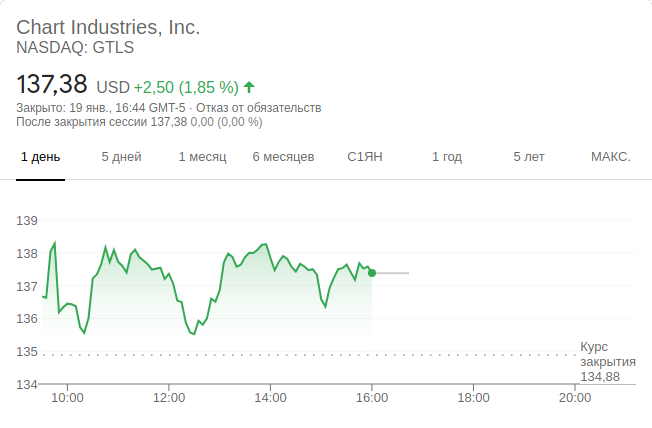 Chart Industries, Inc.
NASDAQ: GTLS
137,38 USD +2,50 (1,85 %)
Закрыто: 19 янв., 16:44 GMT-5 · Отказ от обязательств
После закрытия сессии 137,38 0,00 (0,00 %)
1 день 5 дней 1 месяц 6 месяцев С1ЯН 1 год 5 лет МАКС.
139
138
137
136
135
134
Курс
закрытия
134,88
10:00 12:00 14:00 16:00 18:00 20:00